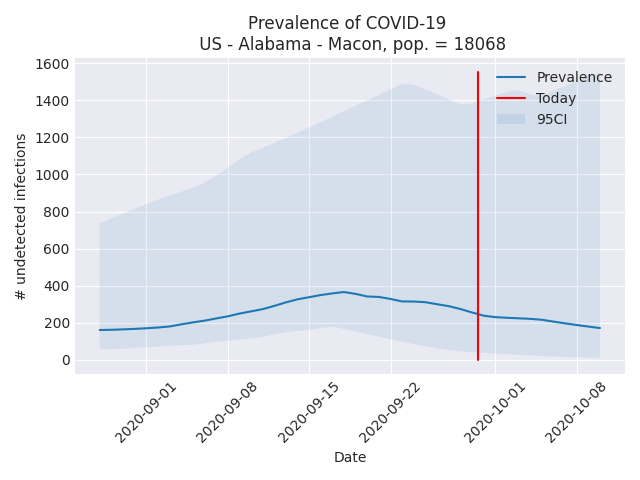 Prevalence of COVID-19
US - Alabama - Macon, pop. = 18068
Prevalence
Today
95CI
# undetected infections
1600
1400
1200
1000
800
600
400
200
0
2020-09-01
2020-09-08
2020-09-15
2020-09-22
2020-10-01
2020-10-08
Date